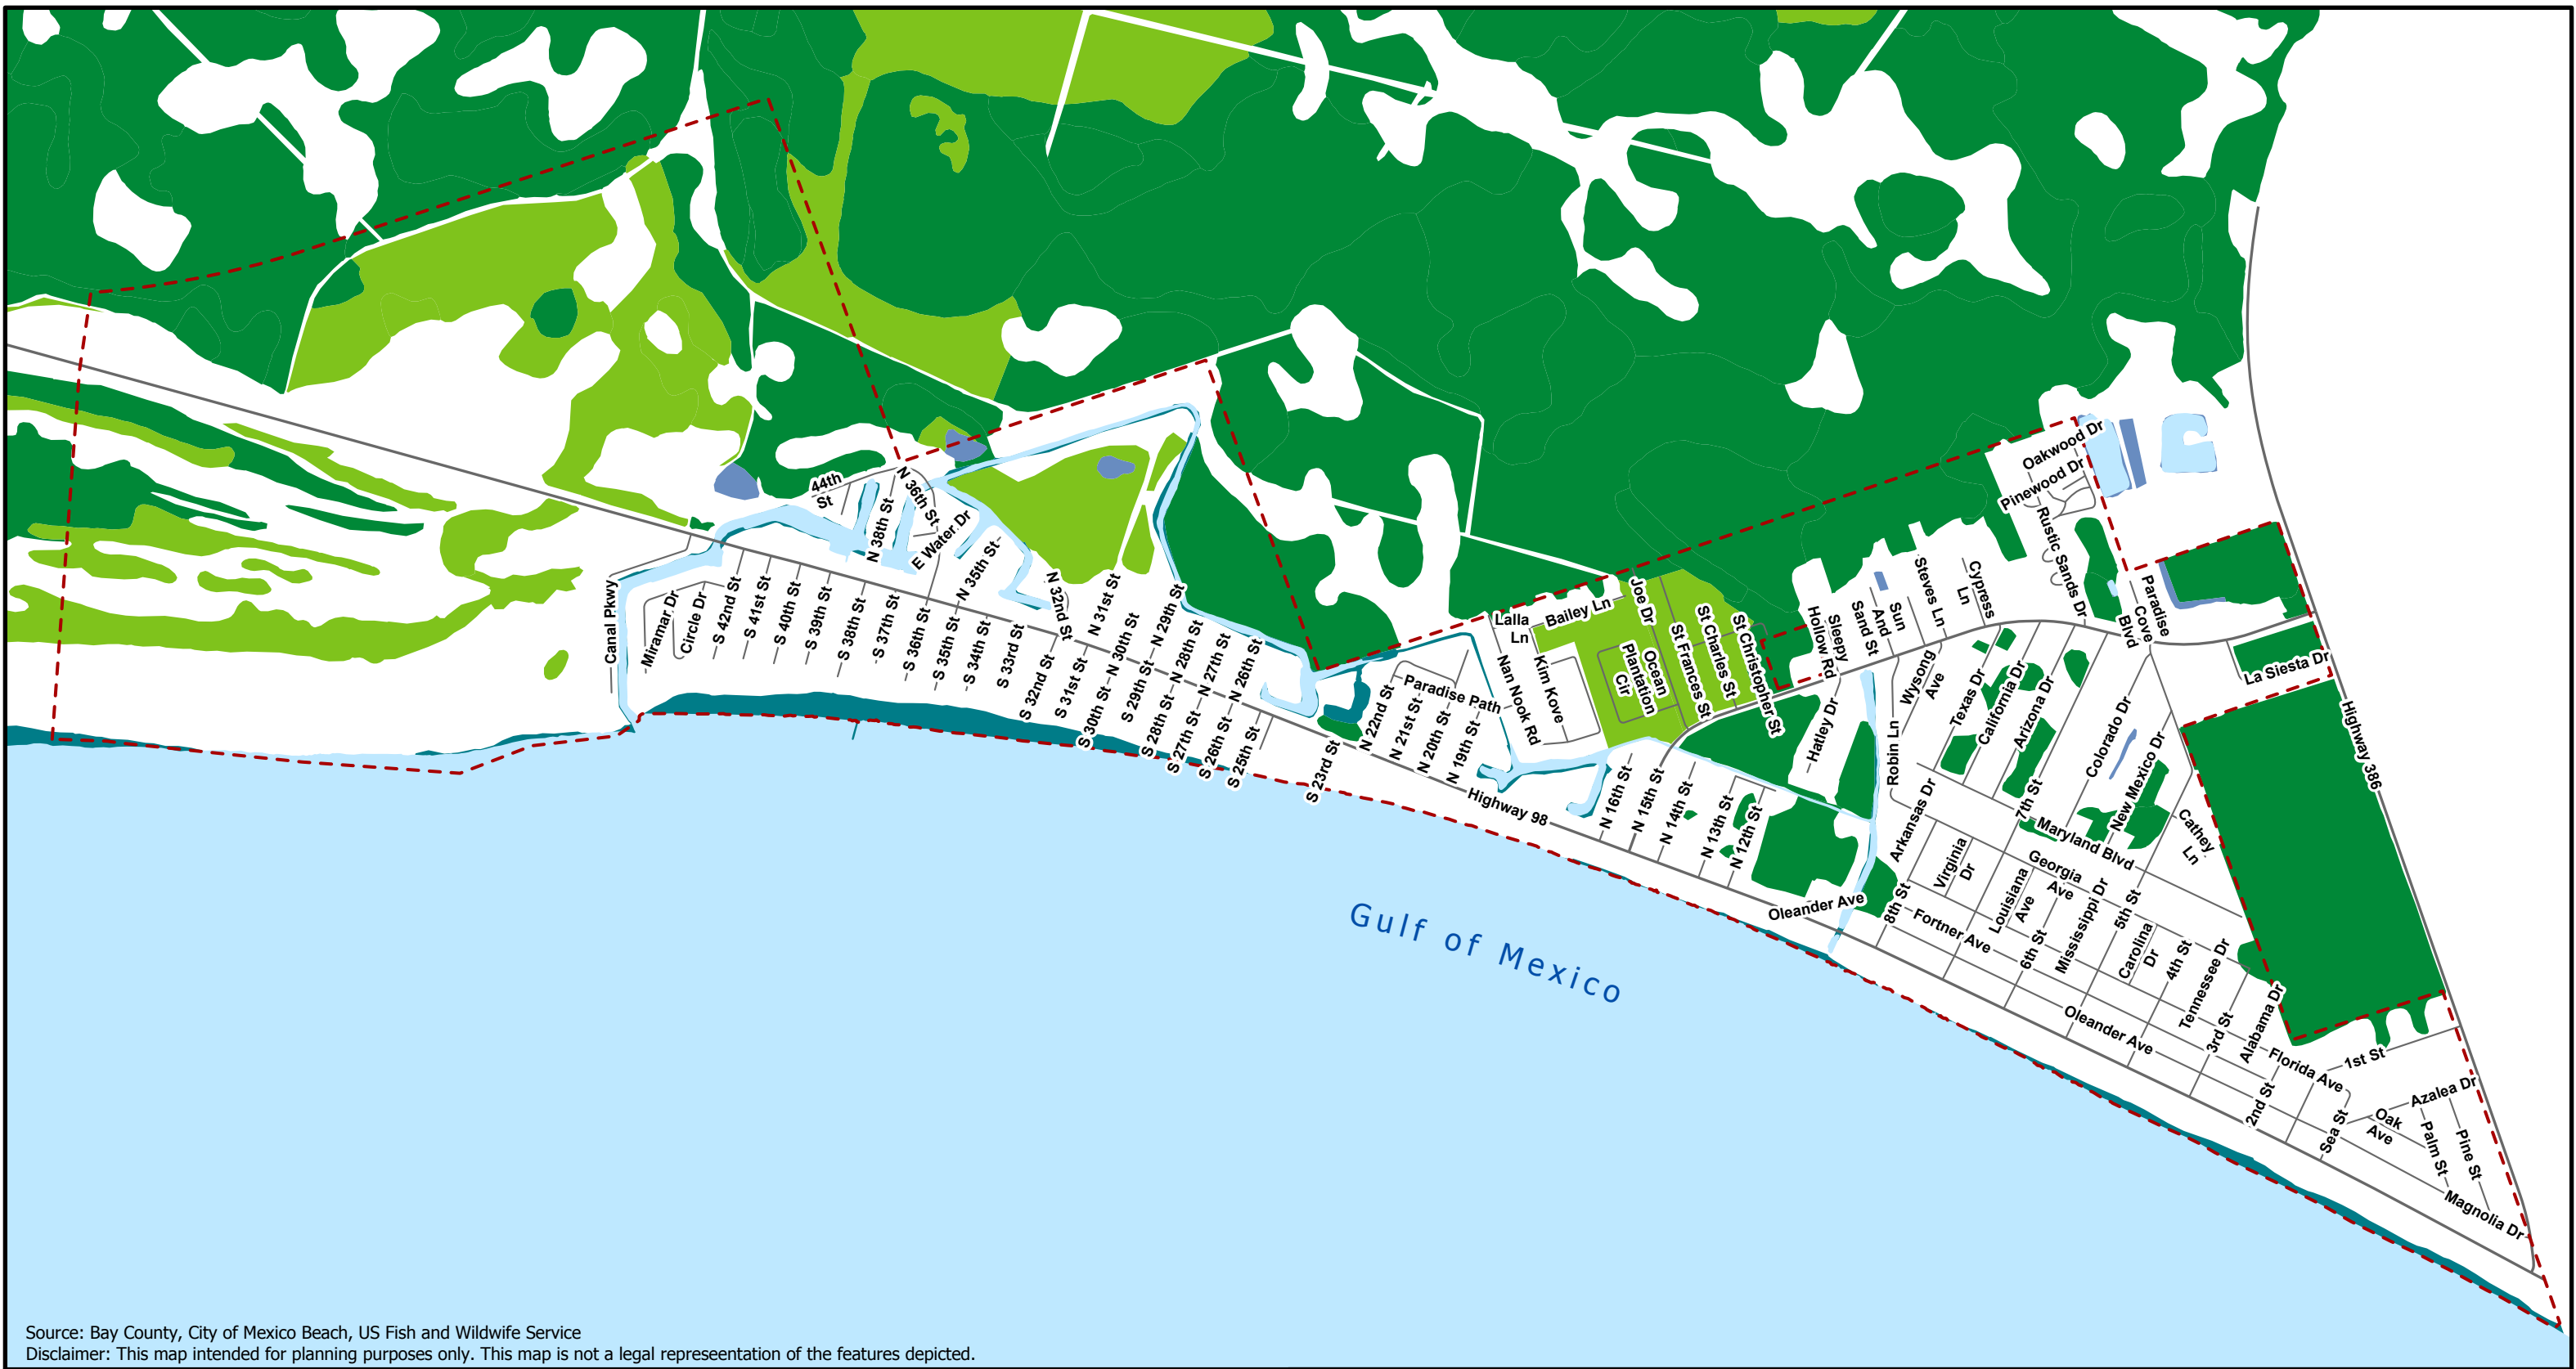 Oakwood Dr
Pinewood Dr
Rustic Sands Dr
44th
St
N 36th St
N 38th St
E Water Dr
N 35th St
N 32nd St
N 31st St
N 30th St
N 29th St
N 28th St
N 27th St
N 26th St
Canal Pkwy
Miramar Dr
Circle Dr
S 42nd St
S 41st St
S 40th St
S 39th St
S 38th St
S 37th St
S 36th St
S 35th St
S 34th St
S 33rd St
S 32nd St
S 31st St
S 30th St
S 29th St
S 28th St
S 27th St
S 26th St
S 25th St
S 23rd St
N 22nd St
N 21st St
N 20th St
N 19th St
Paradise Path
Nan Nook Rd
Kim Kove
Lalla
Ln
Bailey Ln
Joe Dr
Ocean
Plantation
Cir
St Frances St
St Charles St
St Christopher St
Sleepy
Hollow Rd
Sun
And
Sand St
Steves Ln
Cypress
Ln
Paradise
Cove
Blvd
La Siesta Dr
Highway 386
Highway 98
N 16th St
N 15th St
N 14th St
N 13th St
N 12th St
Hatley Dr
Robin Ln
Wysong
Ave
Texas Dr
California Dr
Arizona Dr
Colorado Dr
New Mexico Dr
Cathey
Ln
Arkansas Dr
7th St
Maryland Blvd
Virginia
Dr
Georgia
Ave
Louisiana
Ave
Mississippi Dr
5th St
8th St
Fortner Ave
6th St
Carolina
Dr
4th St
Tennessee Dr
3rd St
Alabama Dr
Oleander Ave
Oleander Ave
Florida Ave
1st St
2nd St
Sea St
Azalea Dr
Oak
Ave
Palm St
Pine St
Magnolia Dr
Gulf of Mexico
Source: Bay County, City of Mexico Beach, US Fish and Wildwife Service
Disclaimer: This map intended for planning purposes only. This map is not a legal represeentation of the features depicted.